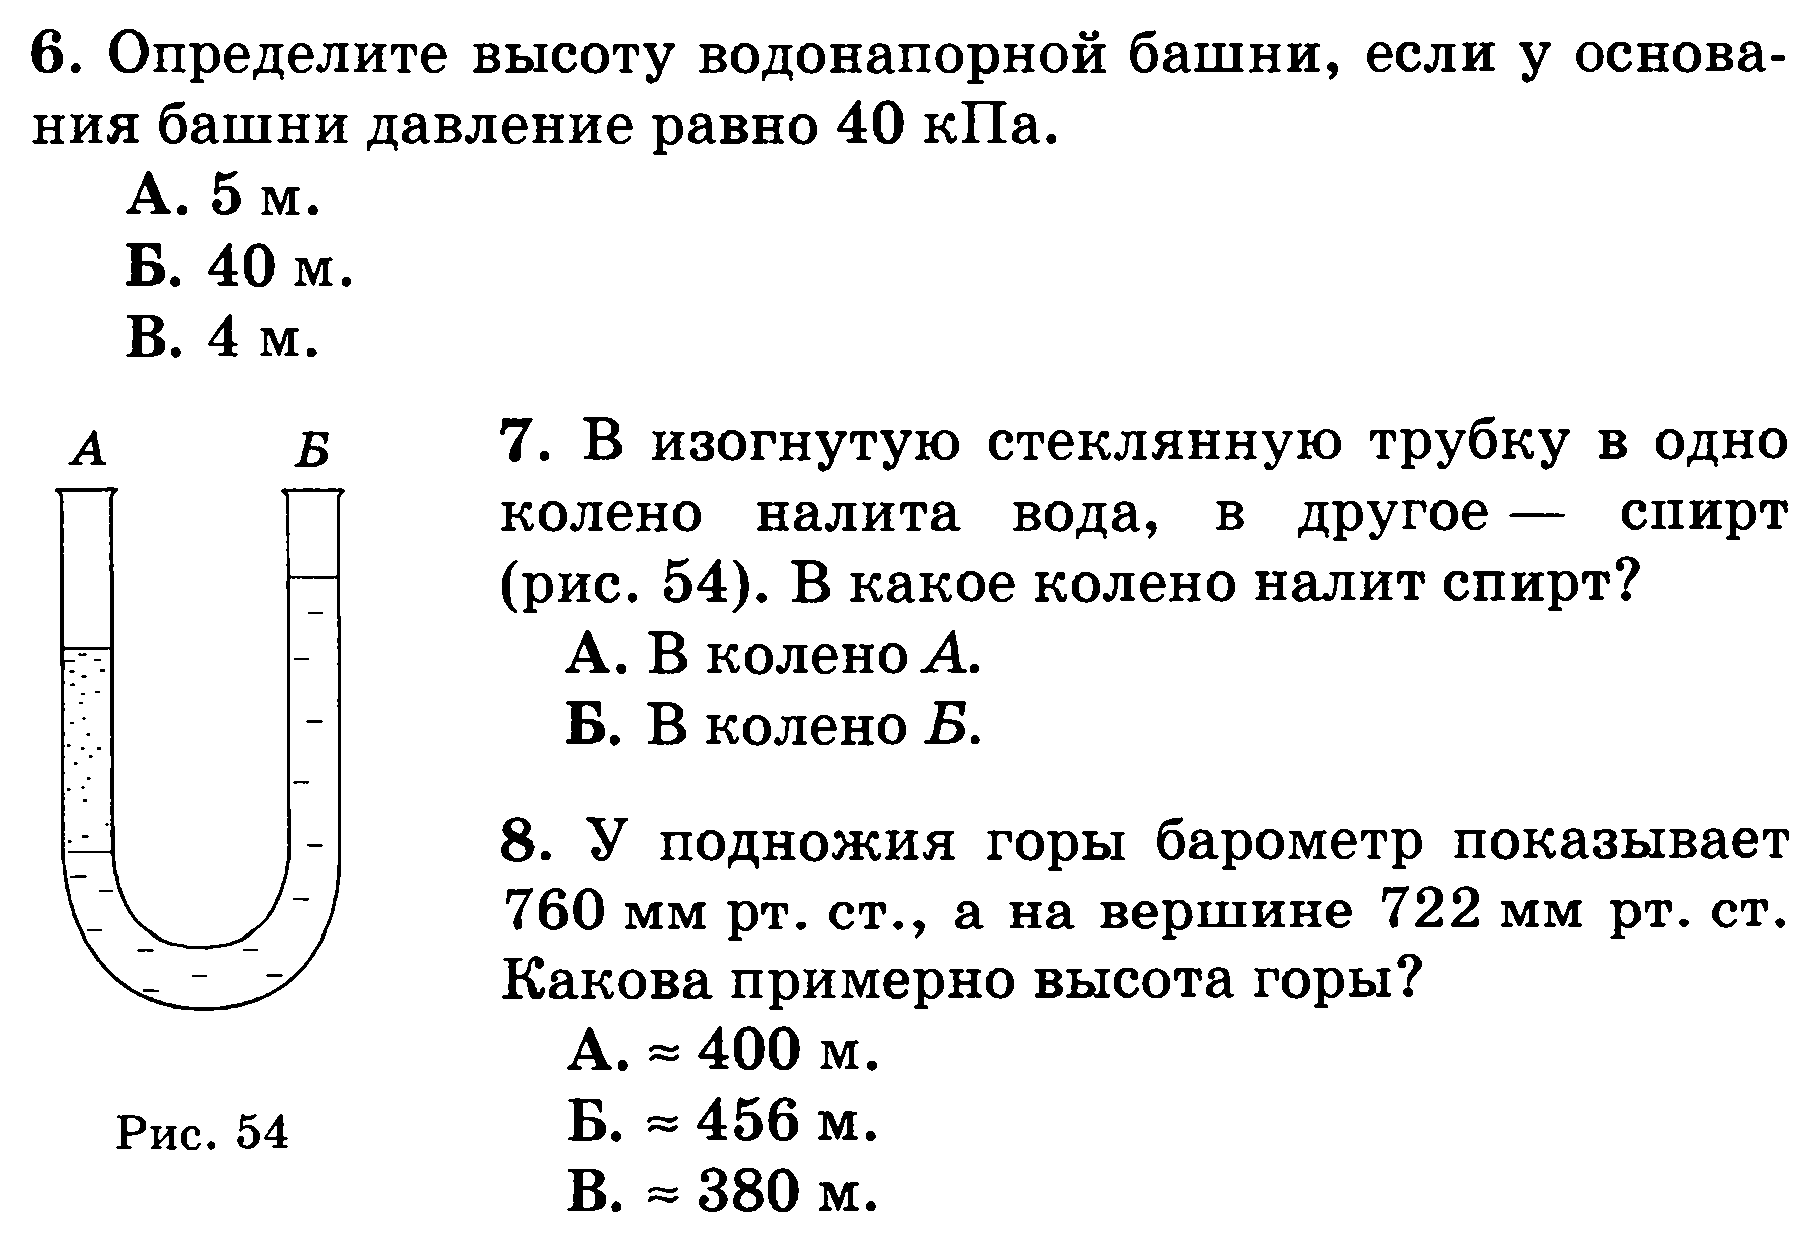 6. Определите высоту водонапорной башни, если у основа-
ния башни давление равно 40 кПа.
А. 5 м.
Б. 40 м.
В. 4 м.
А Б
7. В изогнутую стеклянную трубку в одно
колено налита вода, в другое — спирт
(рис. 54). В какое колено налит спирт?
А. В колено А.
Б. В колено Б.
8. У подножия горы барометр показывает
760 мм рт. ст., а на вершине 722 мм рт. ст.
Какова примерно высота горы?
А. ≈ 400 м.
Б. ≈ 456 м.
В. ≈ 380 м.
Рис. 54